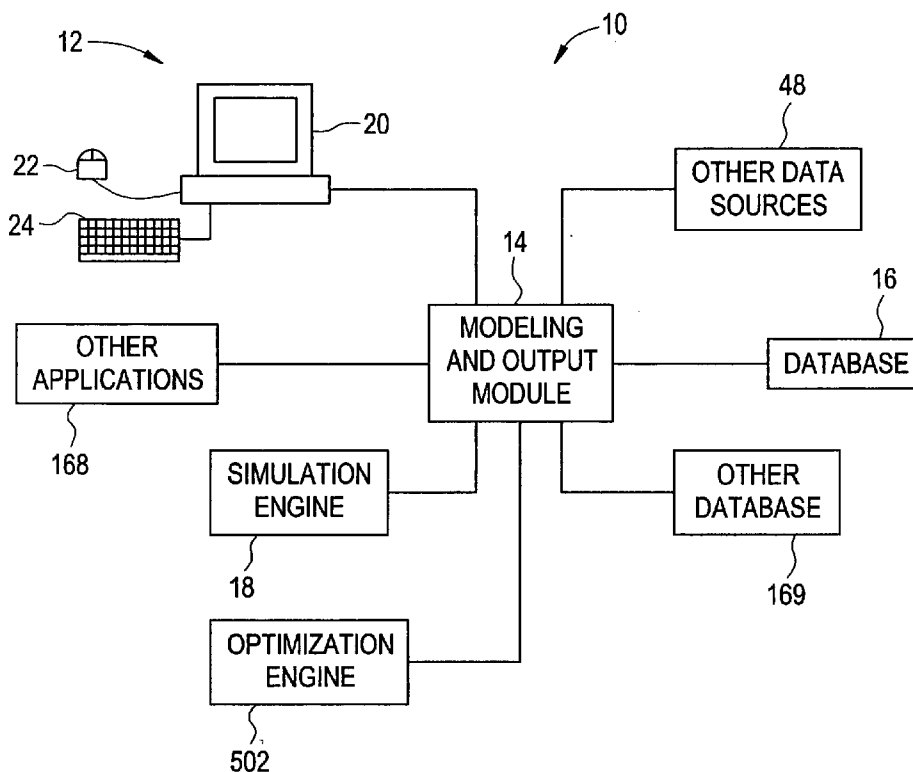 12
10
20
22
24
48
OTHER DATA
SOURCES
14
MODELING
AND OUTPUT
MODULE
16
DATABASE
OTHER
APPLICATIONS
168
SIMULATION
ENGINE
18
OTHER
DATABASE
169
OPTIMIZATION
ENGINE
502